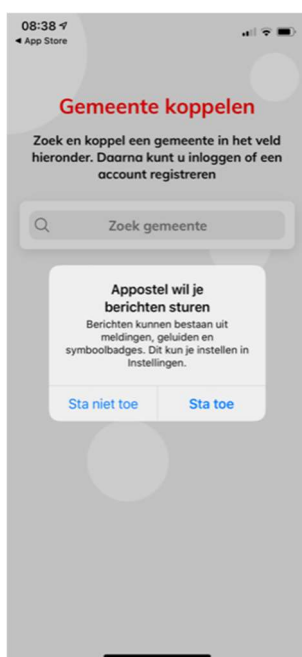 08:38
◀ App Store
Gemeente koppelen
Zoek en koppel een gemeente in het veld
hieronder. Daarna kunt u inloggen of een
account registreren
Zoek gemeente
Appostel wil je
berichten sturen
Berichten kunnen bestaan uit
meldingen, geluiden en
symboolbadges. Dit kun je instellen in
Instellingen.
Sta niet toe
Sta toe